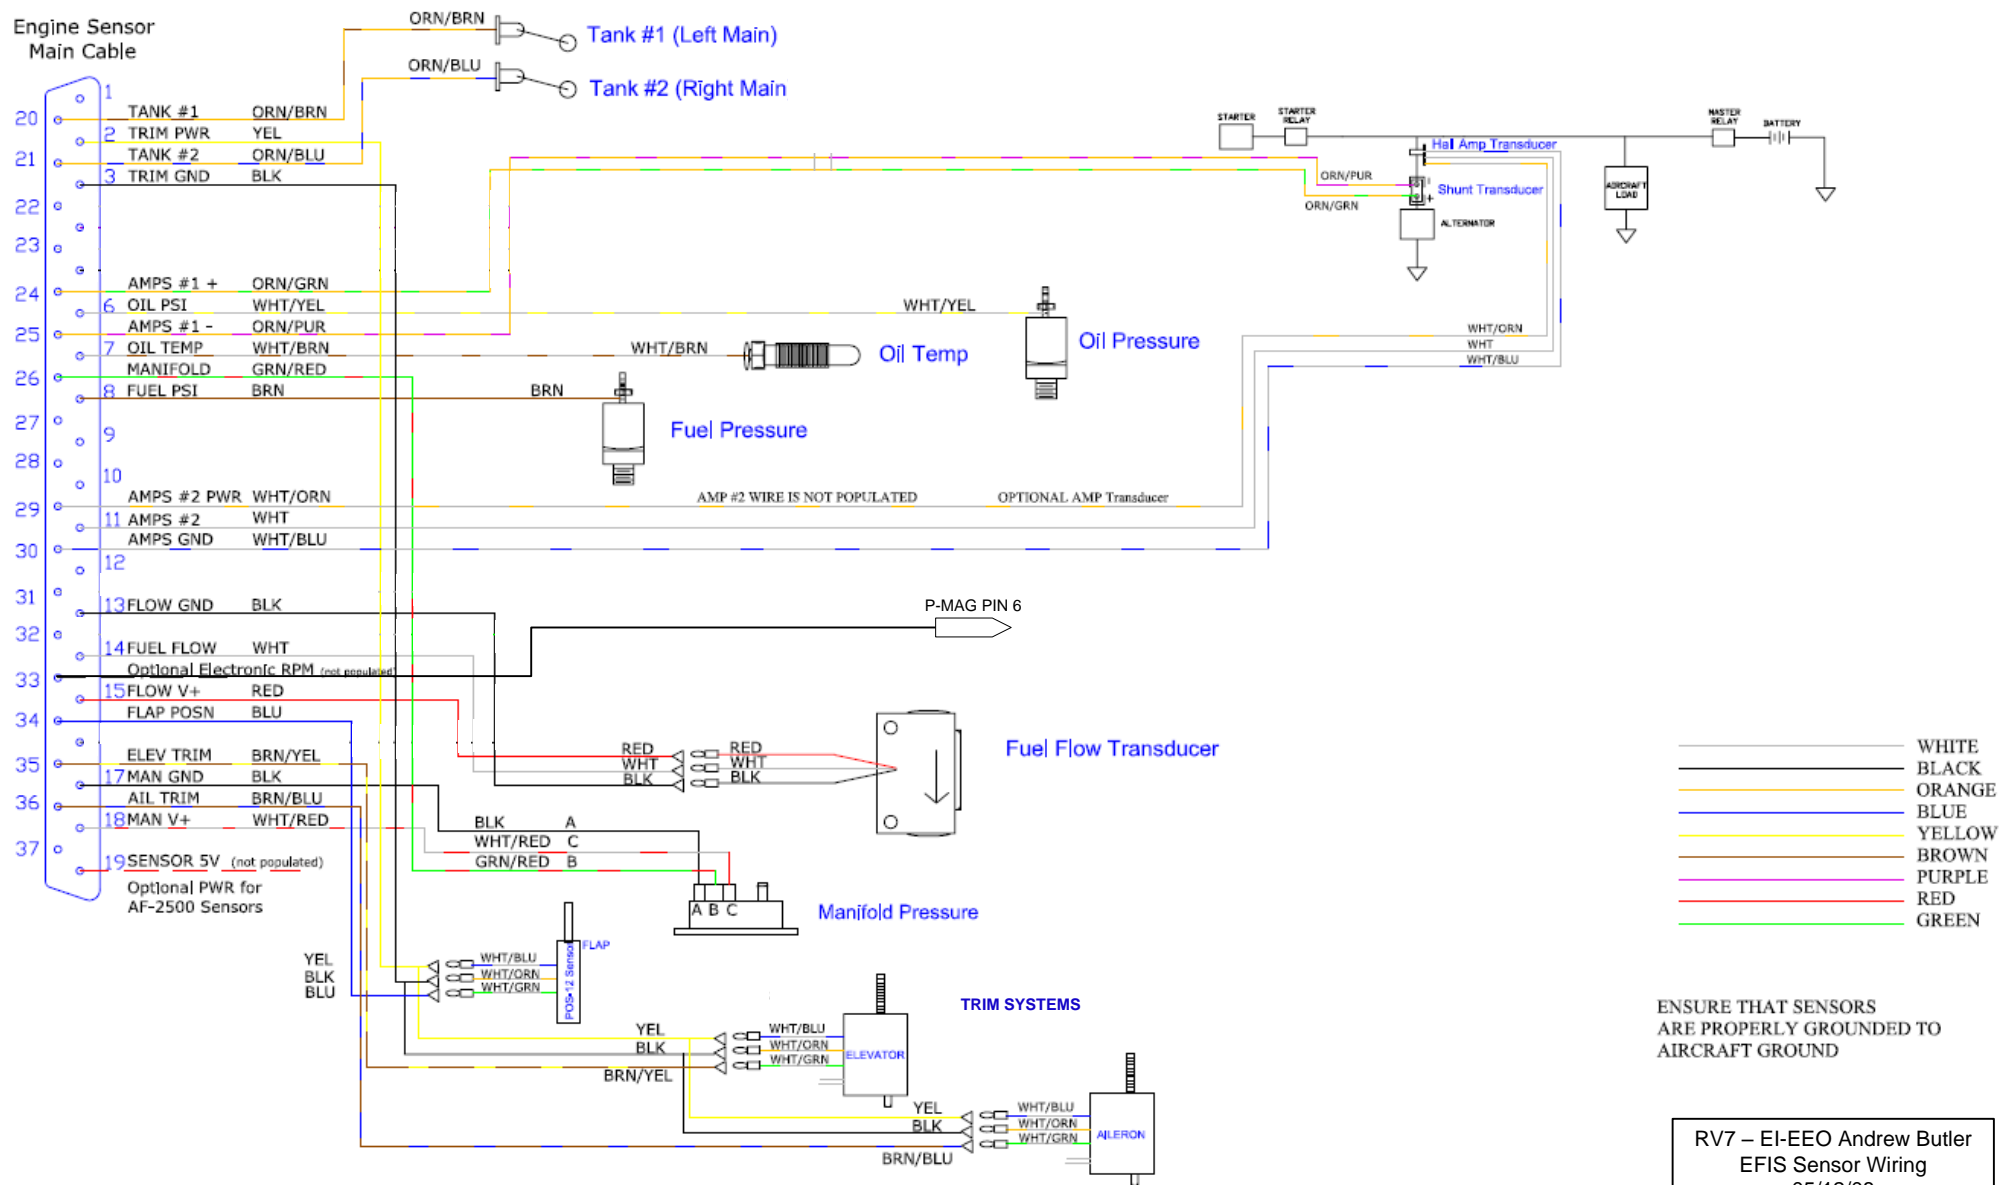 Engine Sensor
Main Cable
ORN/BRN
Tank #1 (Left Main)
ORN/BLU
Tank #2 (Right Main
1
20
TANK #1 ORN/BRN
2 TRIM PWR YEL
21
TANK #2 ORN/BLU
3 TRIM GND BLK
22
23
24
AMPS #1 + ORN/GRN
6 OIL PSI WHT/YEL
25
AMPS #1 - ORN/PUR
7 OIL TEMP WHT/BRN
26
MANIFOLD GRN/RED
8 FUEL PSI BRN
27
9
28
10
29
AMPS #2 PWR WHT/ORN
11 AMPS #2 WHT
30
AMPS GND WHT/BLU
12
31
13 FLOW GND BLK
32
14 FUEL FLOW WHT
33
Optional Electronic RPM (not populated)
15 FLOW V+ RED
34
FLAP POSN BLU
35
ELEV TRIM BRN/YEL
17 MAN GND BLK
36
AIL TRIM BRN/BLU
18 MAN V+ WHT/RED
37
19 SENSOR 5V (not populated)
Optional PWR for
AF-2500 Sensors
STARTER
STARTER
RELAY
MASTER
RELAY
BATTERY
Hall Amp Transducer
ORN/PUR
-
Shunt Transducer
+
ORN/GRN
ALTERNATOR
AIRCRAFT
LOAD
WHT/YEL
Oil Pressure
WHT/BRN
Oil Temp
BRN
Fuel Pressure
WHT/ORN
WHT
WHT/BLU
AMP #2 WIRE IS NOT POPULATED
OPTIONAL AMP Transducer
P-MAG PIN 6
RED RED
WHT WHT
BLK BLK
Fuel Flow Transducer
BLK A
WHT/RED C
GRN/RED B
A B C
Manifold Pressure
YEL
BLK
BLU
WHT/BLU
WHT/ORN
WHT/GRN
POS-12 Sensor
FLAP
TRIM SYSTEMS
YEL
BLK
BRN/YEL
WHT/BLU
WHT/ORN
WHT/GRN
ELEVATOR
YEL
BLK
BRN/BLU
WHT/BLU
WHT/ORN
WHT/GRN
AILERON
WHITE
BLACK
ORANGE
BLUE
YELLOW
BROWN
PURPLE
RED
GREEN
ENSURE THAT SENSORS
ARE PROPERLY GROUNDED TO
AIRCRAFT GROUND
RV7 – EI-EEO Andrew Butler
EFIS Sensor Wiring